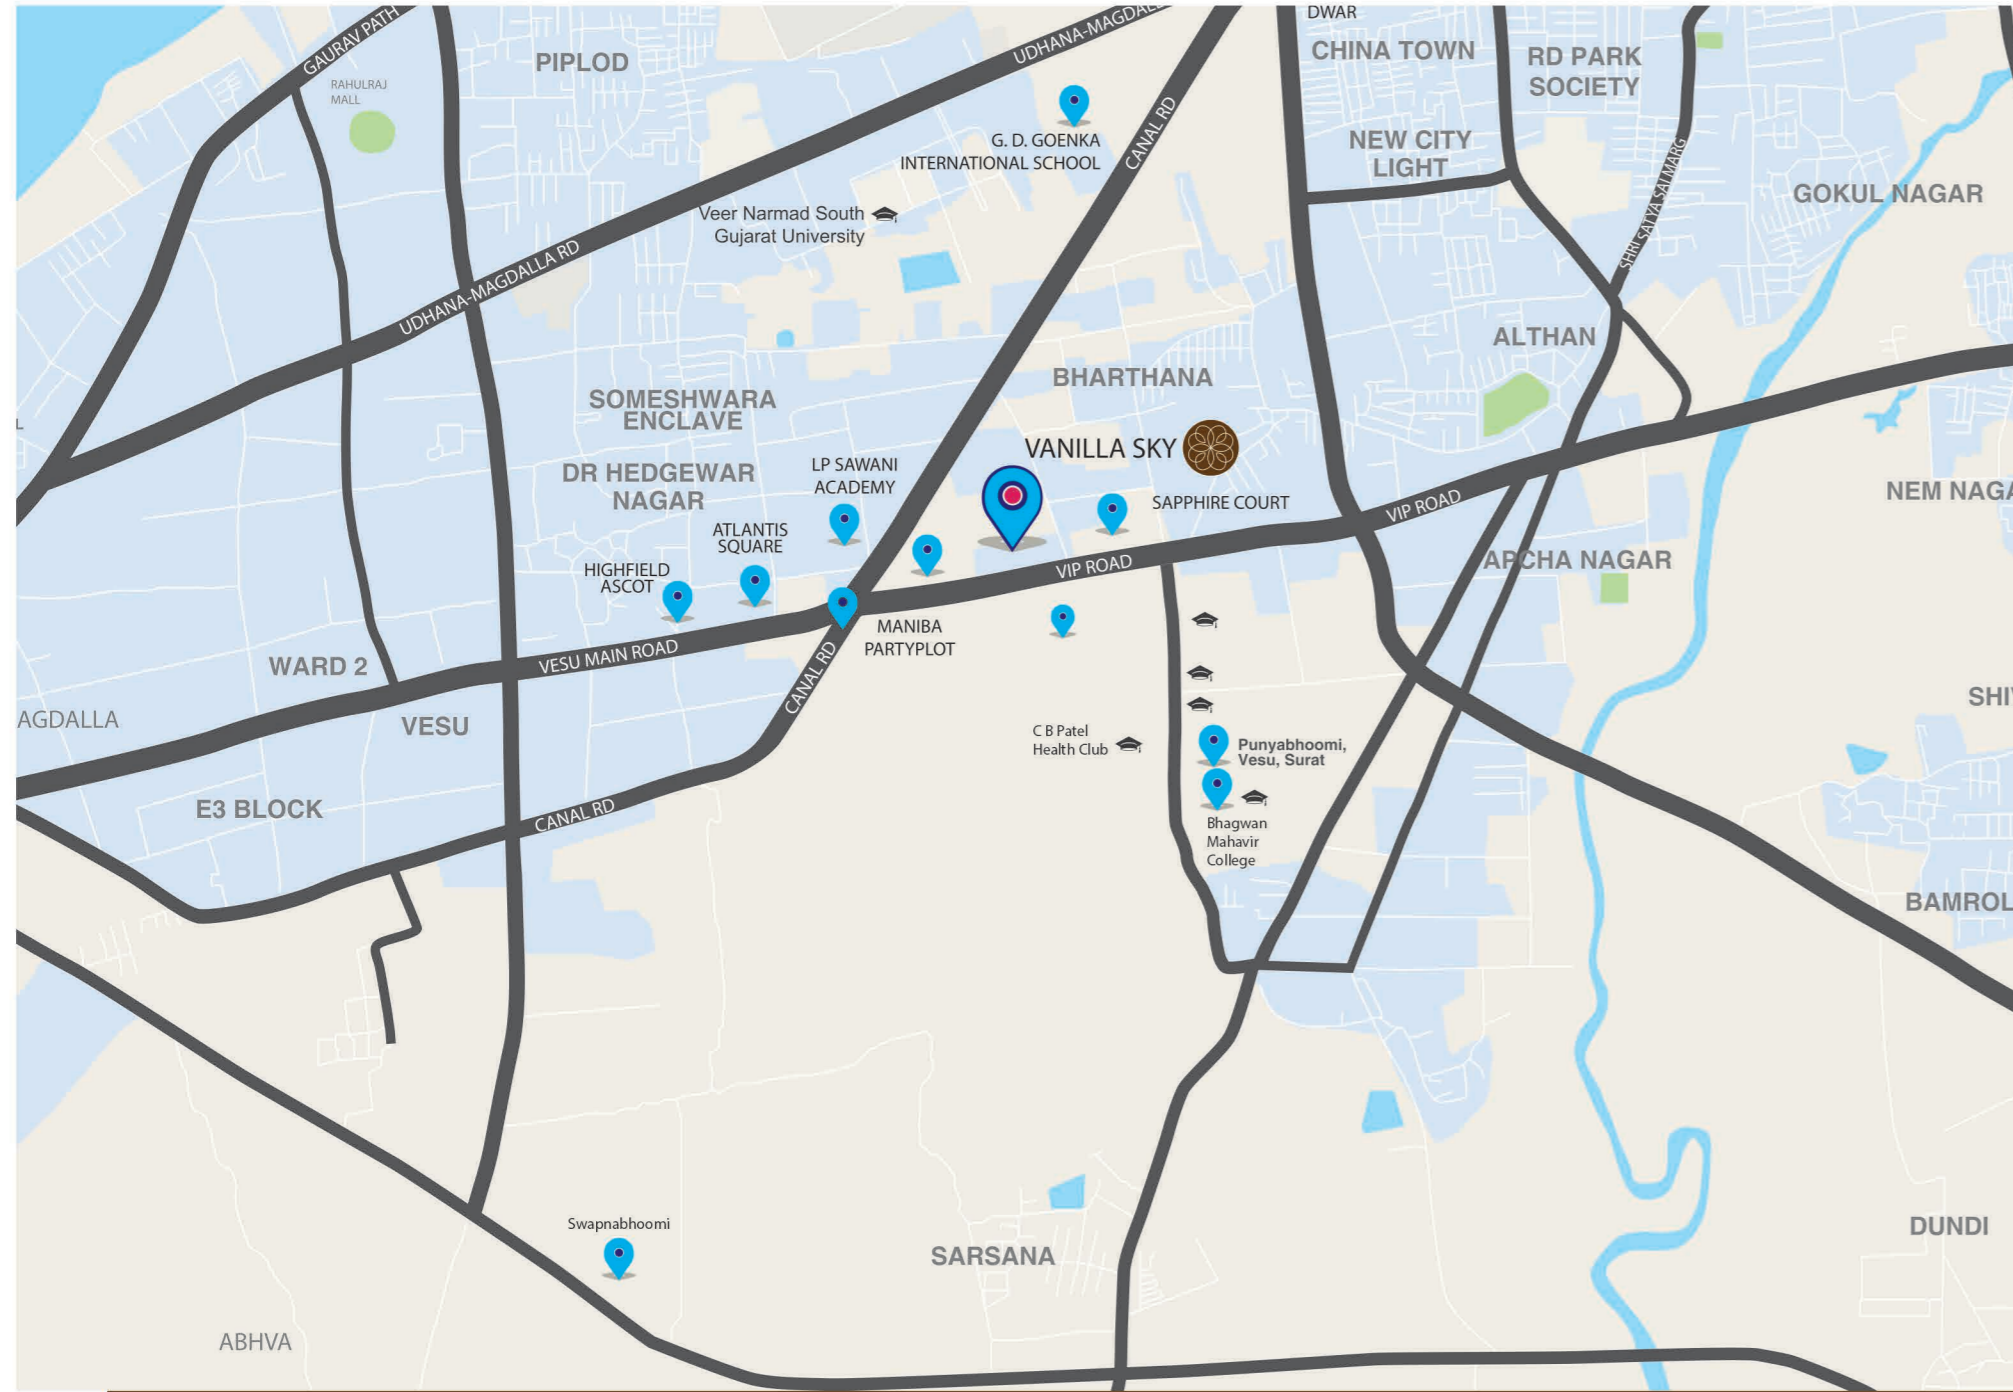 GAURAV PATH
UDHANA-MAGDALL
DWAR
CHINA TOWN
RD PARK
SOCIETY
PIPLOD
RAHULRAJ
MALL
CANAL RD
G. D. GOENKA
INTERNATIONAL SCHOOL
NEW CITY
LIGHT
SHRI SATYA SAI MARG
GOKUL NAGAR
Veer Narmad South
Gujarat University
UDHANA-MAGDALLA RD
ALTHAN
BHARTHANA
SOMESHWARA
ENCLAVE
L
VANILLA SKY
DR HEDGEWAR
NAGAR
LP SAWANI
ACADEMY
SAPPHIRE COURT
VIP ROAD
NEM NAGA
ATLANTIS
SQUARE
HIGHFIELD
ASCOT
VIP ROAD
APCHA NAGAR
MANIBA
PARTYPLOT
VESU MAIN ROAD
CANAL RD
WARD 2
AGDALLA
VESU
SHI
C B Patel
Health Club
Punyabhoomi,
Vesu, Surat
E3 BLOCK
CANAL RD
Bhagwan
Mahavir
College
BAMROL
Swapnabhoomi
SARSANA
DUNDI
ABHVA